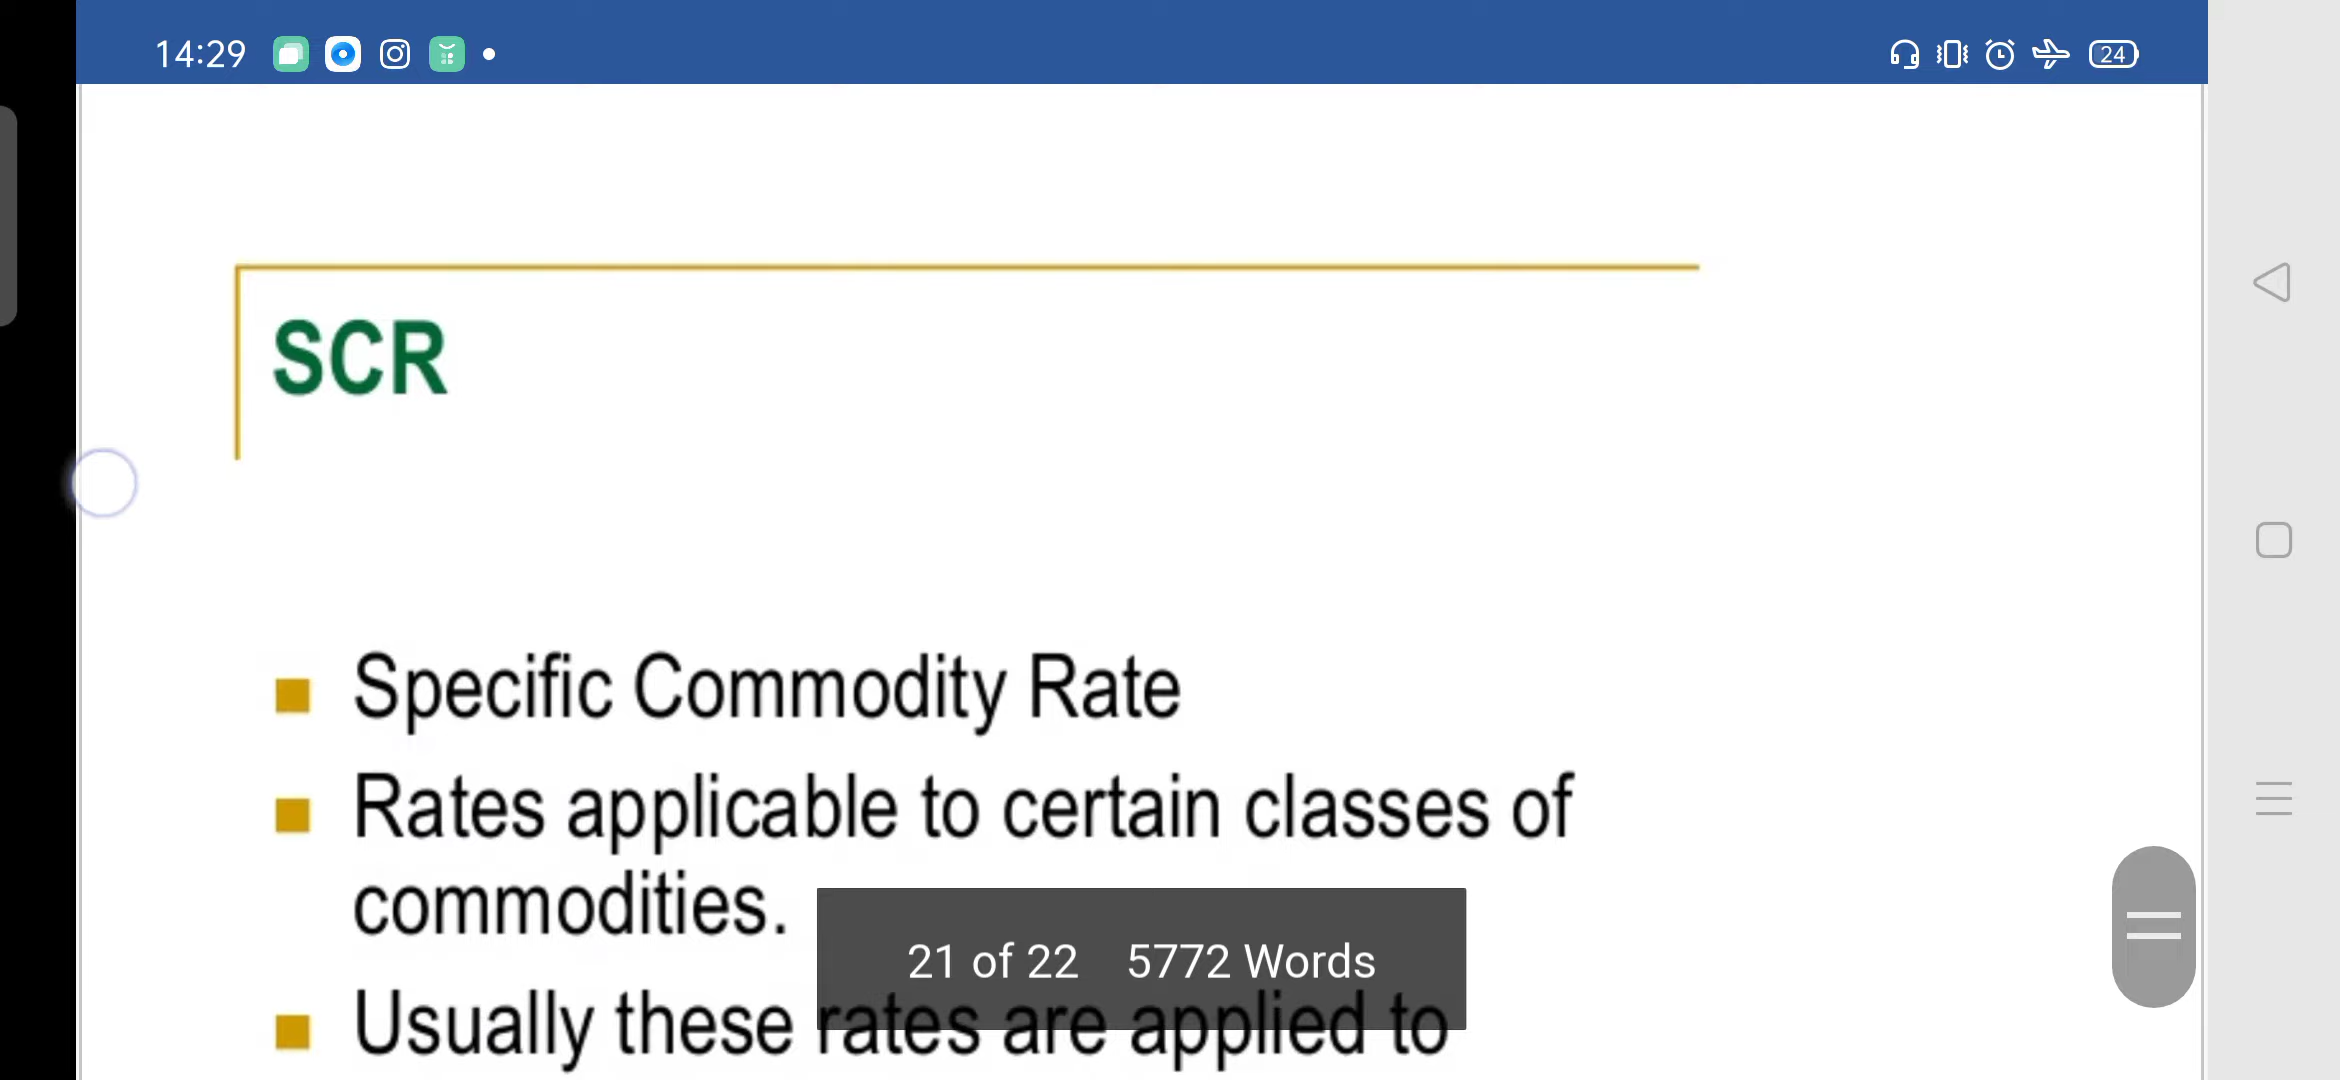 14:29
24
SCR
Specific Commodity Rate
Rates applicable to certain classes of
commodities.
21 of 22 5772 Words
Usually these rates are applied to